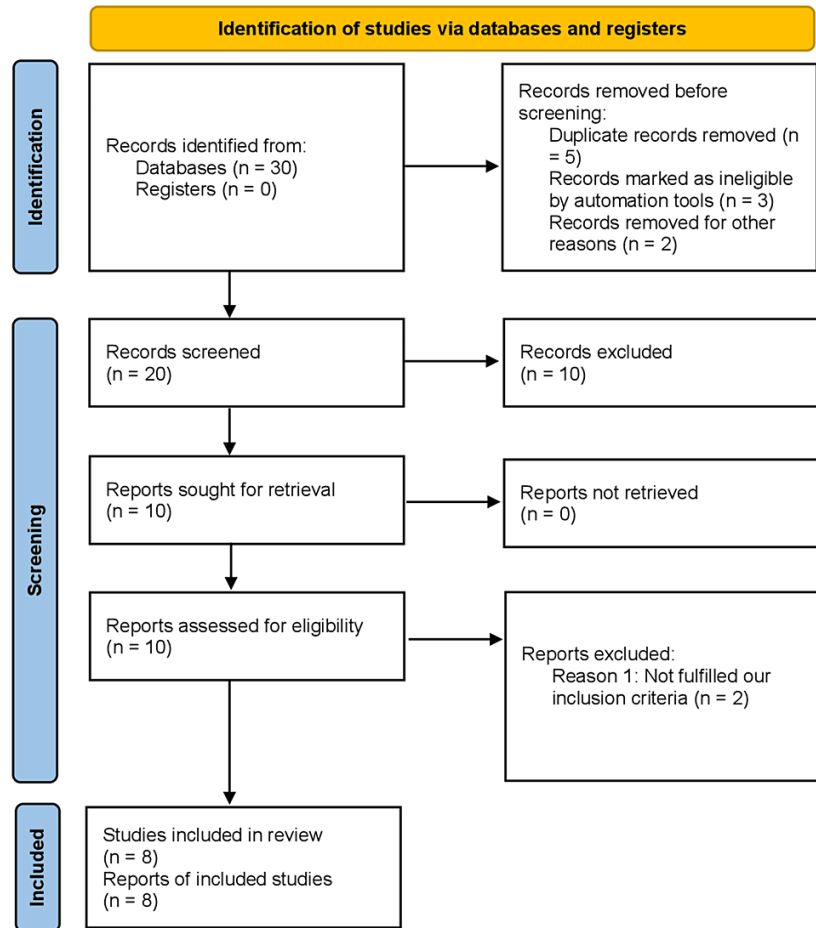 Identification of studies via databases and registers
Identification
Records identified from:
Databases (n = 30)
Registers (n = 0)
Records removed before
screening:
Duplicate records removed (n
= 5)
Records marked as ineligible
by automation tools (n = 3)
Records removed for other
reasons (n = 2)
Screening
Records screened
(n = 20)
Records excluded
(n = 10)
Reports sought for retrieval
(n = 10)
Reports not retrieved
(n = 0)
Reports assessed for eligibility
(n = 10)
Reports excluded:
Reason 1: Not fulfilled our
inclusion criteria (n = 2)
Included
Studies included in review
(n = 8)
Reports of included studies
(n = 8)